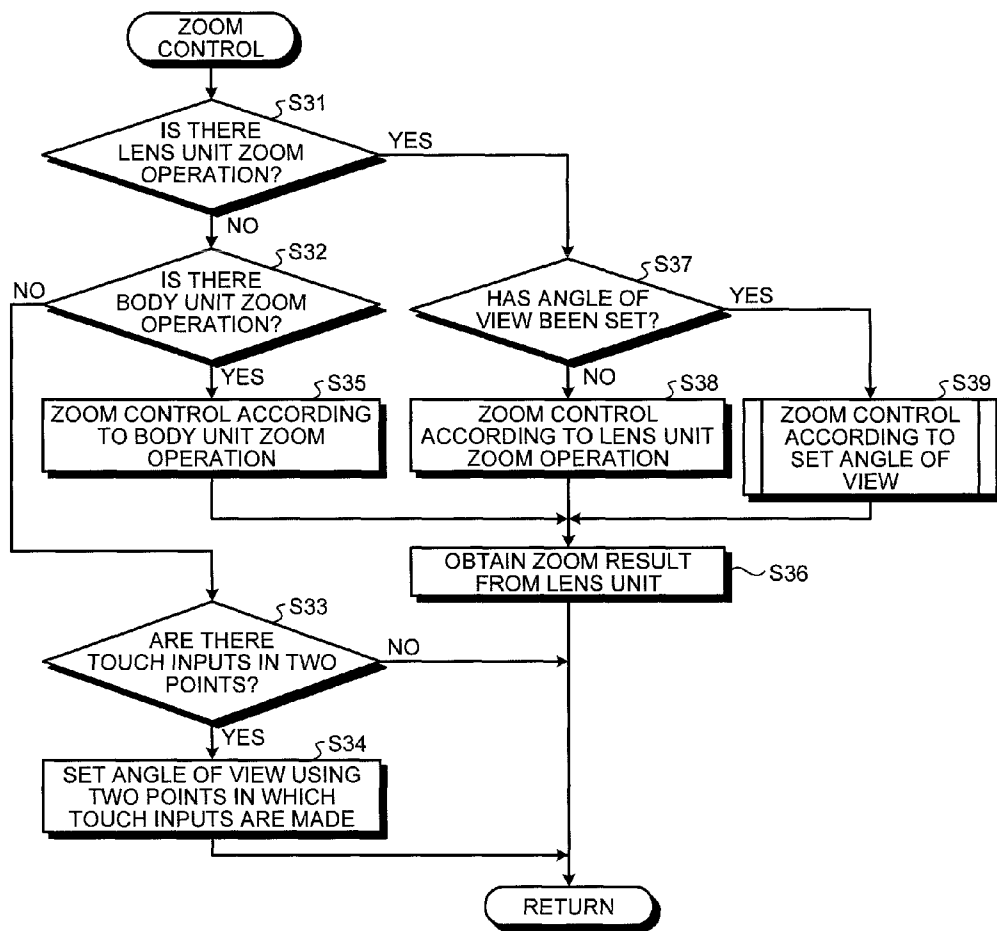 ZOOM
CONTROL
S31
IS THERE
LENS UNIT ZOOM
OPERATION?
YES
NO
S32
IS THERE
BODY UNIT ZOOM
OPERATION?
NO
YES
S37
HAS ANGLE OF
VIEW BEEN SET?
YES
NO
S35
ZOOM CONTROL ACCORDING
TO BODY UNIT ZOOM
OPERATION
S38
ZOOM CONTROL
ACCORDING TO LENS UNIT
ZOOM OPERATION
S39
ZOOM CONTROL
ACCORDING TO
SET ANGLE OF
VIEW
OBTAIN ZOOM RESULT
FROM LENS UNIT
S36
S33
ARE THERE
TOUCH INPUTS IN TWO
POINTS?
NO
YES
S34
SET ANGLE OF VIEW USING
TWO POINTS IN WHICH
TOUCH INPUTS ARE MADE
RETURN